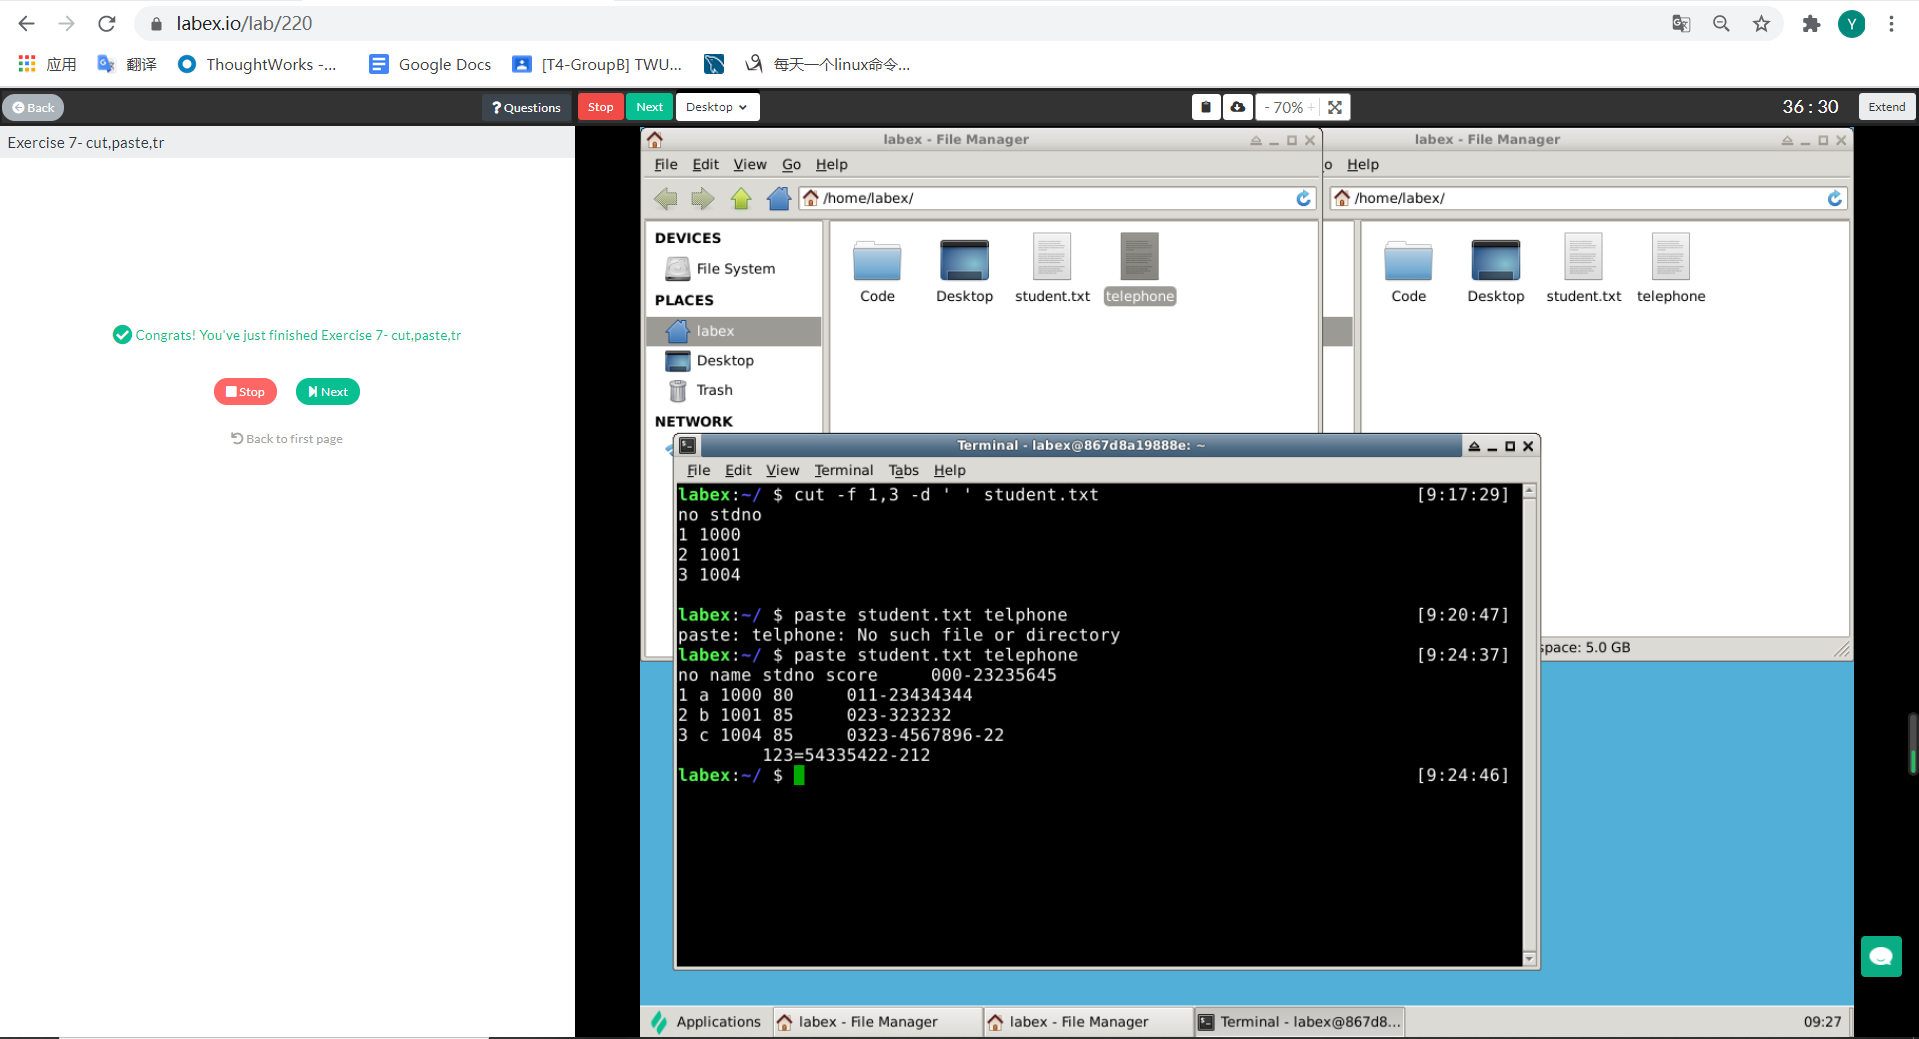 labex.io/lab/220
Y
应用
翻译
ThoughtWorks -...
Google Docs
[T4-GroupB] TWU...
每天一个linux命令...
Back
? Questions
Stop
Next
Desktop
- 70% +
36 : 30
Extend
Exercise 7- cut,paste,tr
Congrats! You've just finished Exercise 7- cut,paste,tr
Stop
Next
Back to first page
labex - File Manager
File Edit View Go Help
/home/labex/
DEVICES
File System
PLACES
labex
Desktop
Trash
NETWORK
Code
Desktop
student.txt
telephone
labex - File Manager
o Help
/home/labex/
Code
Desktop
student.txt
telephone
space: 5.0 GB
Terminal - labex@867d8a19888e: ~
File Edit View Terminal Tabs Help
labex:~/ $ cut -f 1,3 -d ' ' student.txt [9:17:29]
no stdno
1 1000
2 1001
3 1004
labex:~/ $ paste student.txt telphone [9:20:47]
paste: telphone: No such file or directory
labex:~/ $ paste student.txt telephone [9:24:37]
no name stdno score 000-23235645
1 a 1000 80 011-23434344
2 b 1001 85 023-323232
3 c 1004 85 0323-4567896-22
123=54335422-212
labex:~/ $ [9:24:46]
Applications
labex - File Manager
labex - File Manager
Terminal - labex@867d8...
09:27